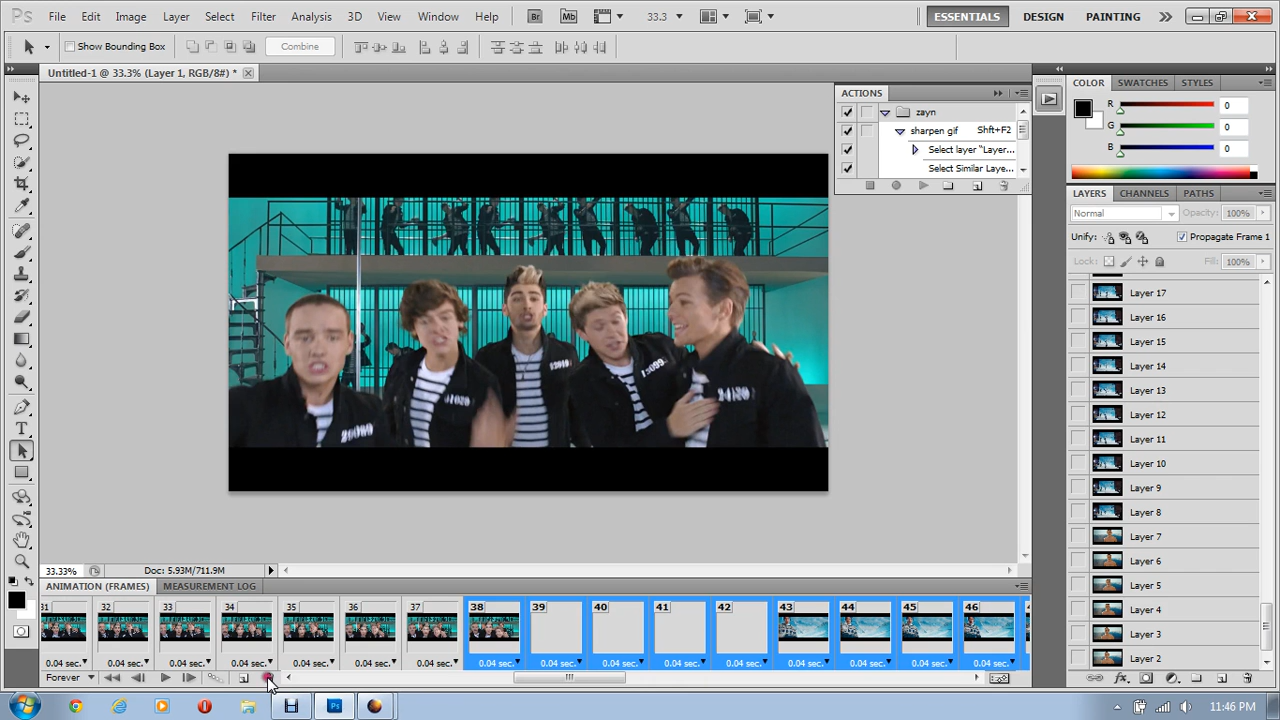 Ps File Edit Image Layer Select Filter Analysis 3D View Window Help Br Mb 33.3 ESSENTIALS DESIGN PAINTING
Show Bounding Box Combine
Untitled-1 @ 33.3% (Layer 1, RGB/8#) *
ACTIONS
zayn
sharpen gif Shft+F2
Select layer "Layer...
Select Similar Laye...
COLOR SWATCHES STYLES
R 0
G 0
B 0
LAYERS CHANNELS PATHS
Normal Opacity: 100%
Unify: Propagate Frame 1
Lock: Fill: 100%
Layer 17
Layer 16
Layer 15
Layer 14
Layer 13
Layer 12
Layer 11
Layer 10
Layer 9
Layer 8
Layer 7
Layer 6
Layer 5
Layer 4
Layer 3
Layer 2
33.33% Doc: 5.93M/711.9M
ANIMATION (FRAMES) MEASUREMENT LOG
31 32 33 34 35 36 37 38 39 40 41 42 43 44 45 46
0.04 sec. 0.04 sec. 0.04 sec. 0.04 sec. 0.04 sec. 0.04 sec. 0.04 sec. 0.04 sec. 0.04 sec. 0.04 sec. 0.04 sec. 0.04 sec. 0.04 sec. 0.04 sec. 0.04 sec. 0.04 sec.
Forever
Ps 11:46 PM